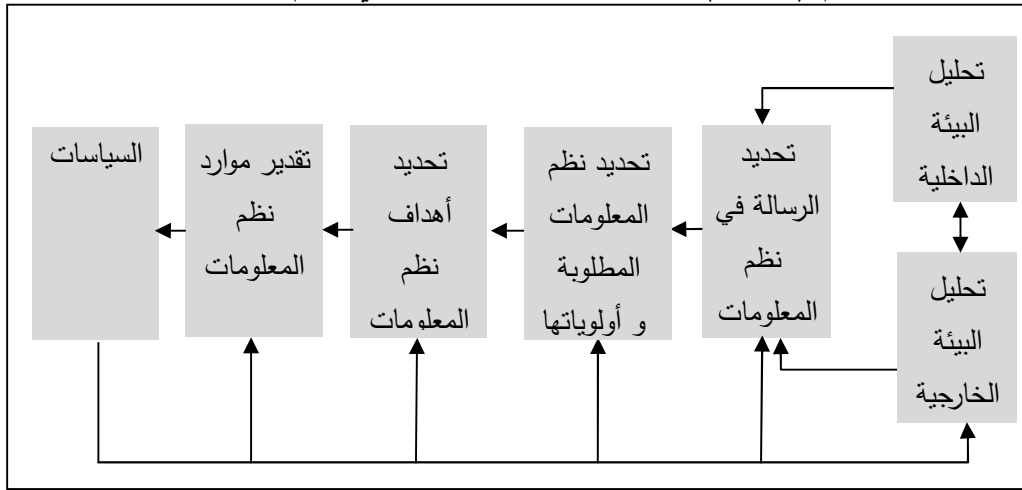 تحليل
البيئة
الداخلية
تحليل
البيئة
الخارجية
تحديد
الرسالة في
نظم
المعلومات
تحديد نظم
المعلومات
المطلوبة
و أولوياتها
تحديد
أهداف
نظم
المعلومات
تقدير موارد
نظم
المعلومات
السياسات